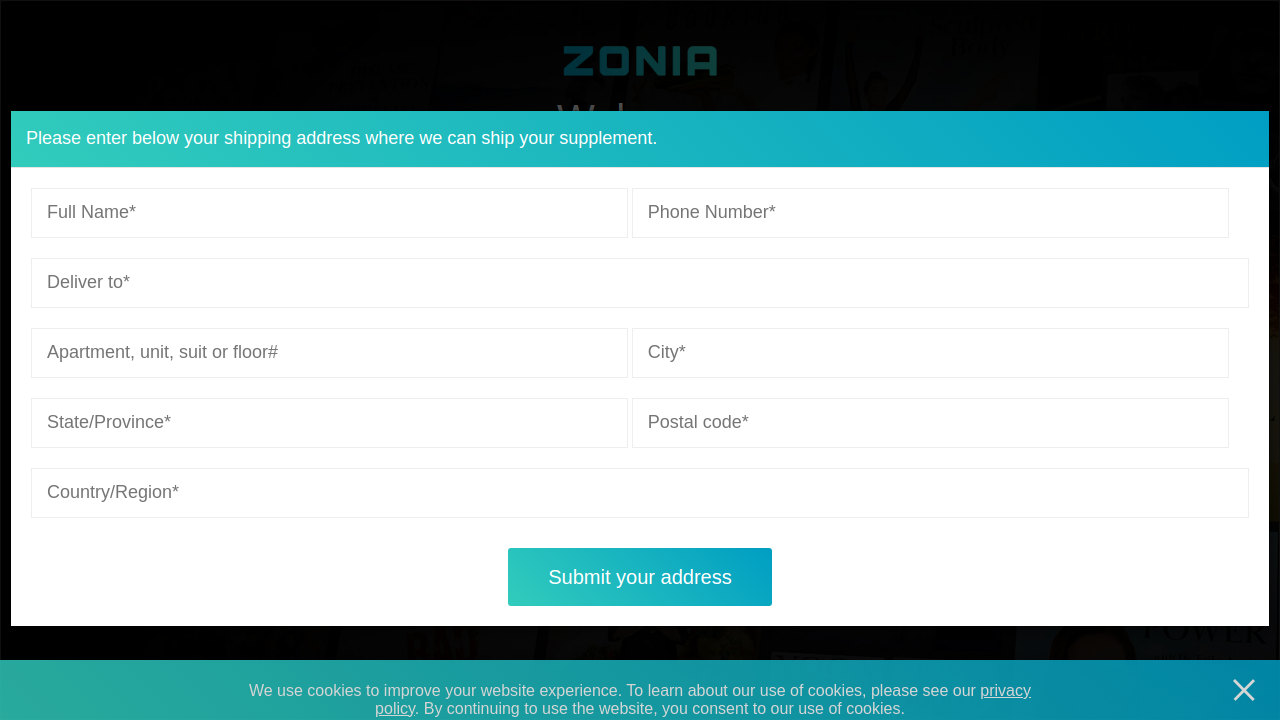 ZONIA
Please enter below your shipping address where we can ship your supplement.
Full Name*
Phone Number*
Deliver to*
Apartment, unit, suit or floor#
City*
State/Province*
Postal code*
Country/Region*
Submit your address
POWER
We use cookies to improve your website experience. To learn about our use of cookies, please see our privacy
policy. By continuing to use the website, you consent to our use of cookies.